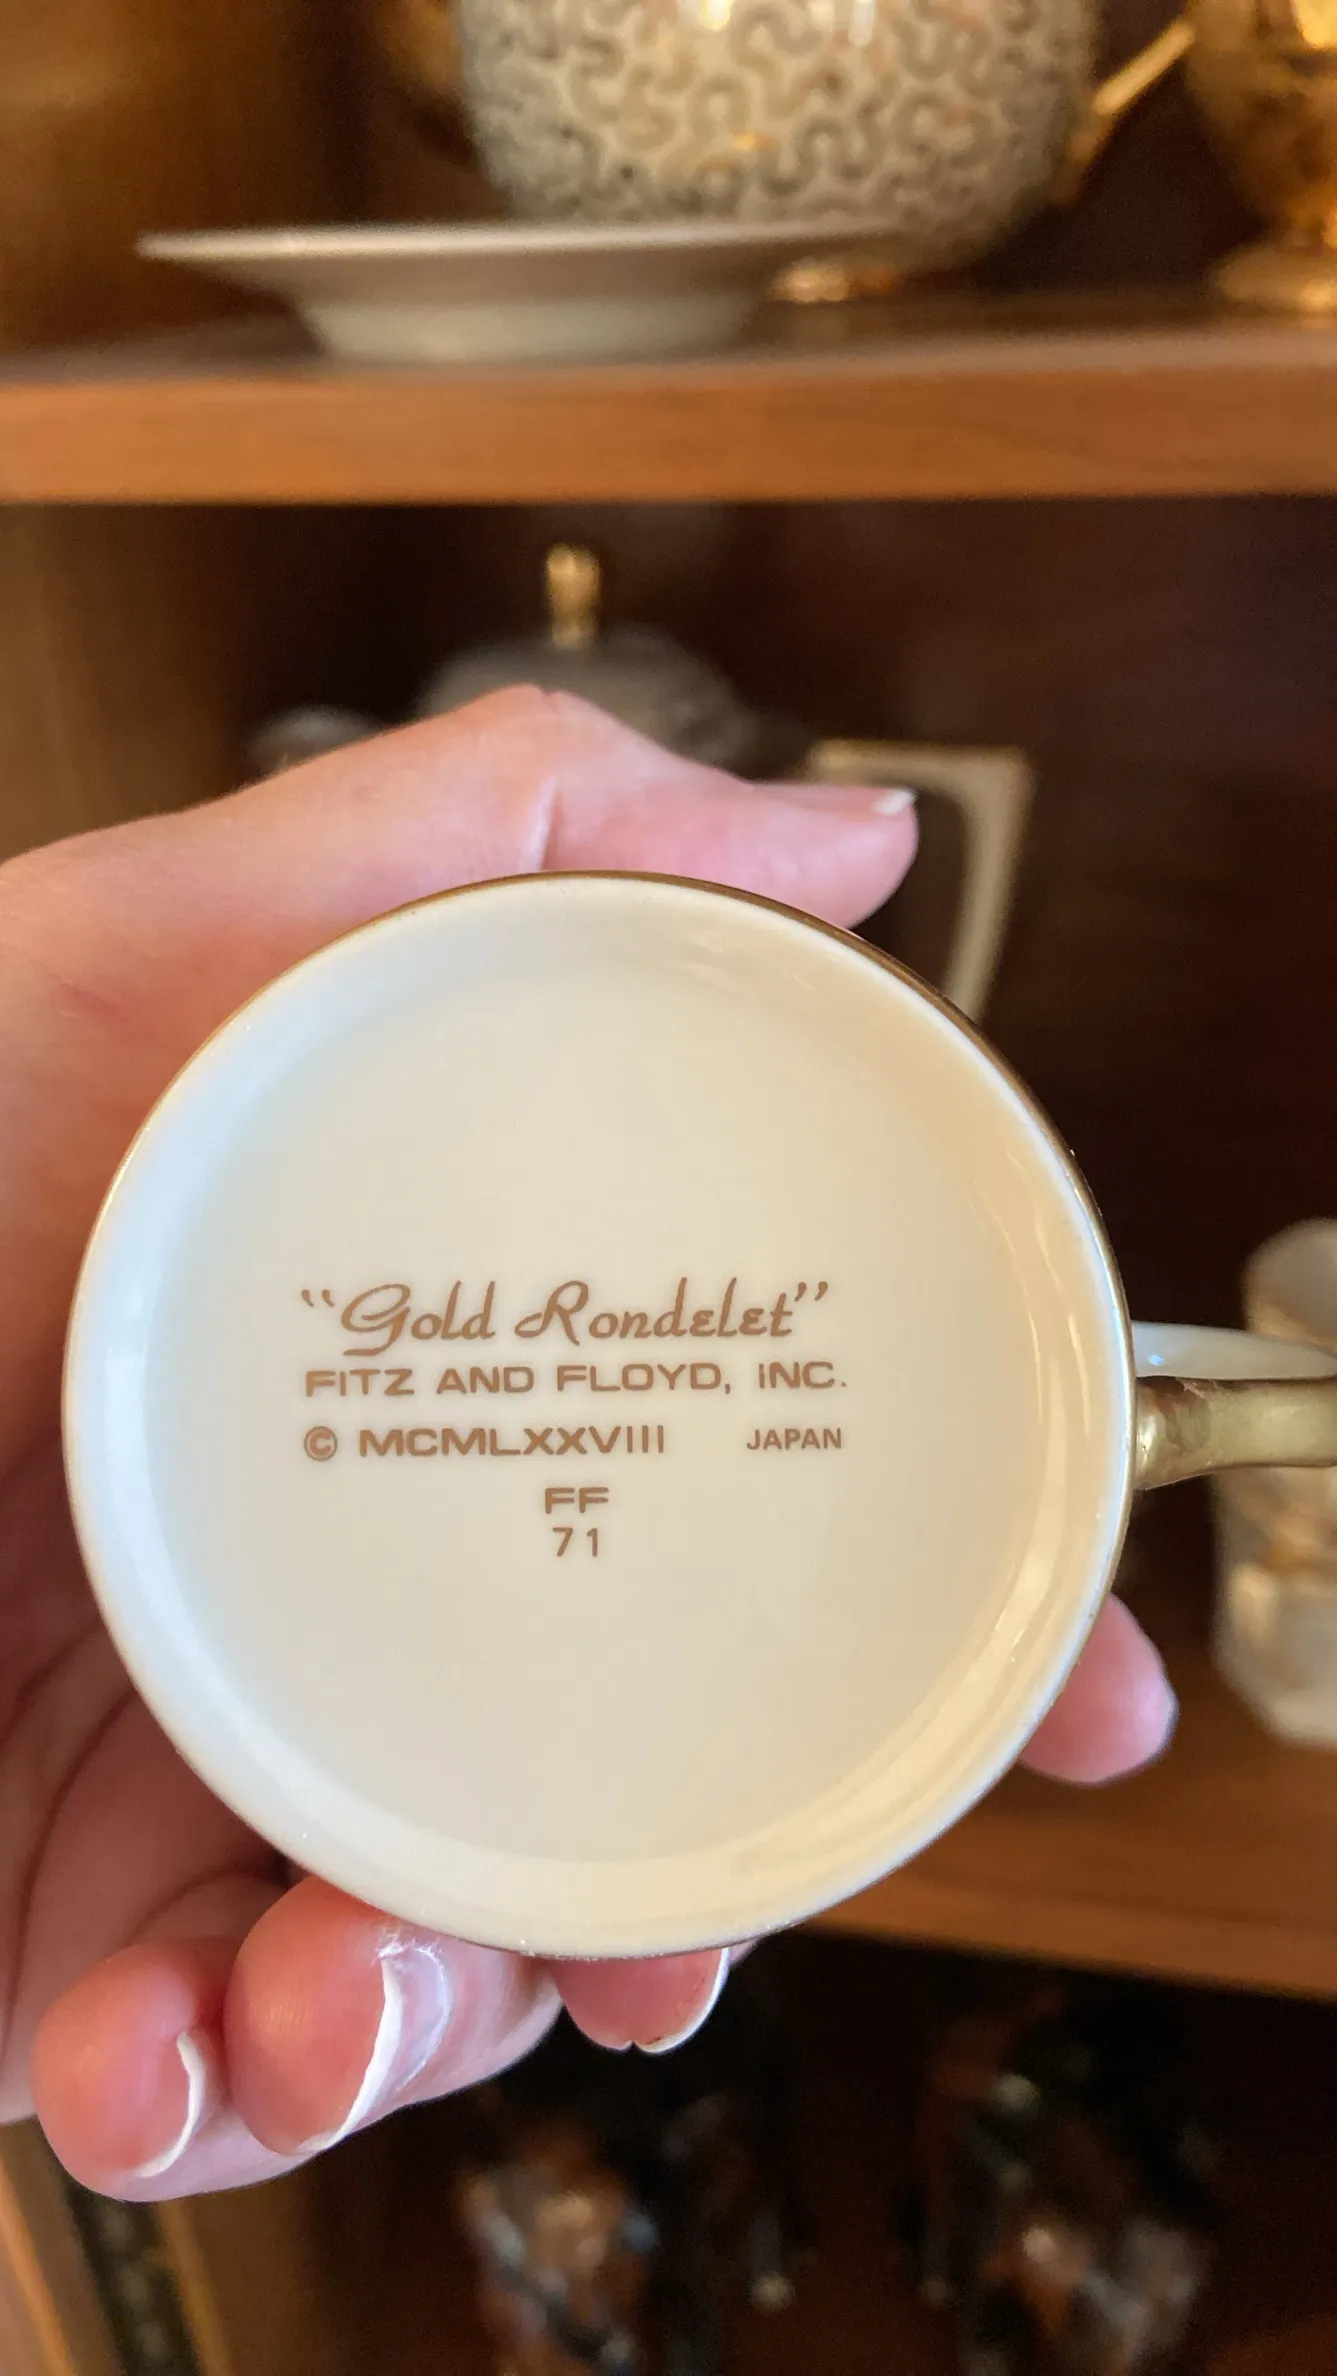 “Gold Rondelet”
FITZ AND FLOYD, INC.
© MCMLXXVIII JAPAN
FF
71